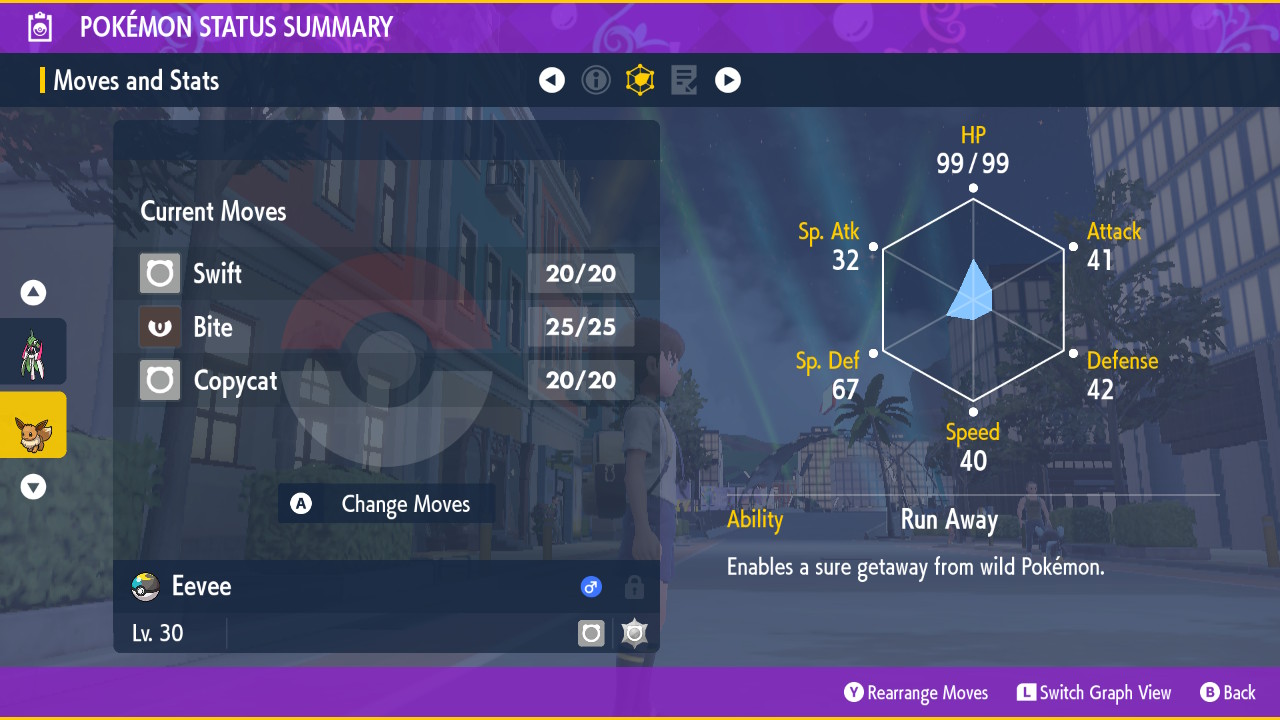 POKÉMON STATUS SUMMARY
Moves and Stats
Current Moves
Swift 20/20
Bite 25/25
Copycat 20/20
A Change Moves
Eevee
Lv. 30
HP
99/99
Sp. Atk
32
Attack
41
Sp. Def
67
Defense
42
Speed
40
Ability Run Away
Enables a sure getaway from wild Pokémon.
Y Rearrange Moves L Switch Graph View B Back